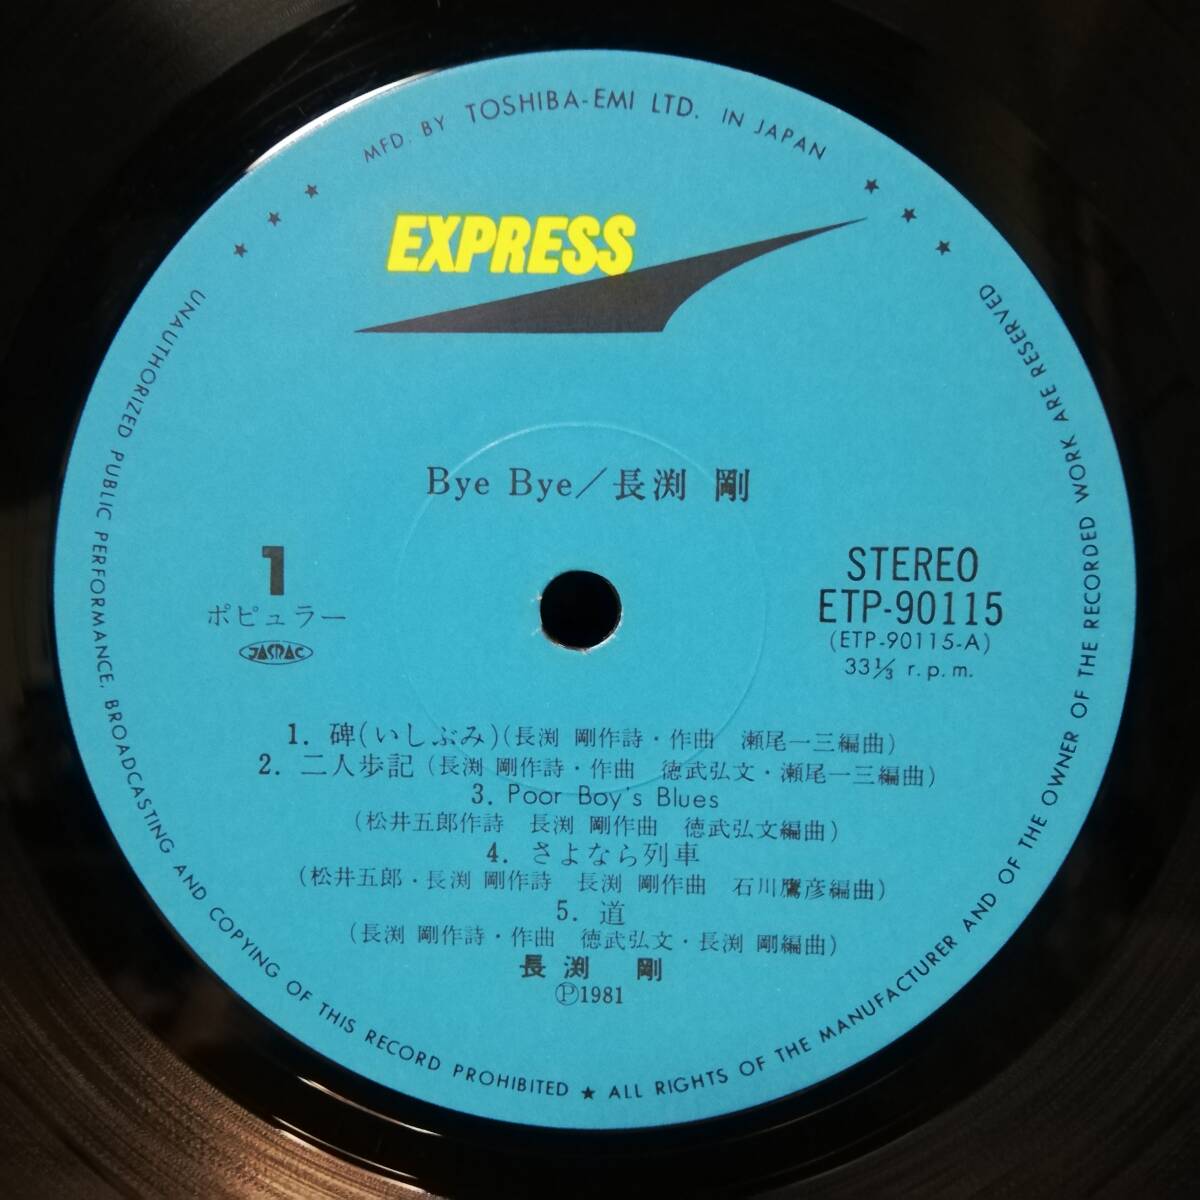 MFD. BY TOSHIBA-EMI LTD. IN JAPAN
EXPRESS
Bye Bye／長渕 剛
1
ポピュラー
JASRAC
STEREO
ETP-90115
(ETP-90115-A)
33⅓ r.p.m.
1. 碑(いしぶみ)(長渕 剛作詩・作曲 瀬尾一三編曲)
2. 二人歩記(長渕 剛作詩・作曲 徳武弘文・瀬尾一三編曲)
3. Poor Boy's Blues
(松井五郎作詩 長渕 剛作曲 徳武弘文編曲)
4. さよなら列車
(松井五郎・長渕 剛作詩 長渕 剛作曲 石川鷹彦編曲)
5. 道
(長渕 剛作詩・作曲 徳武弘文・長渕 剛編曲)
長渕 剛
Ⓟ1981
UNAUTHORIZED PUBLIC PERFORMANCE, BROADCASTING AND COPYING OF THIS RECORD PROHIBITED ★ ALL RIGHTS OF THE MANUFACTURER AND OF THE OWNER OF THE RECORDED WORK ARE RESERVED